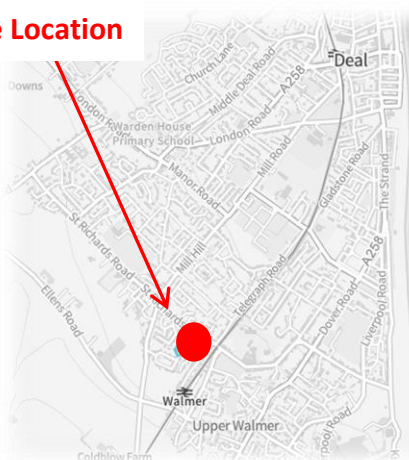 e Location
Deal
Church Lane
Middle Deal Road
A258
Downs
London Road
Warden House
Primary School
London Road
Mill Road
Manor Road
Gladstone Road
The Strand
St Richards Road
Mill Hill
A258
Telegraph Road
Ellens Road
Dover Road
Liverpool Road
Walmer
Upper Walmer
Coldblow Farm